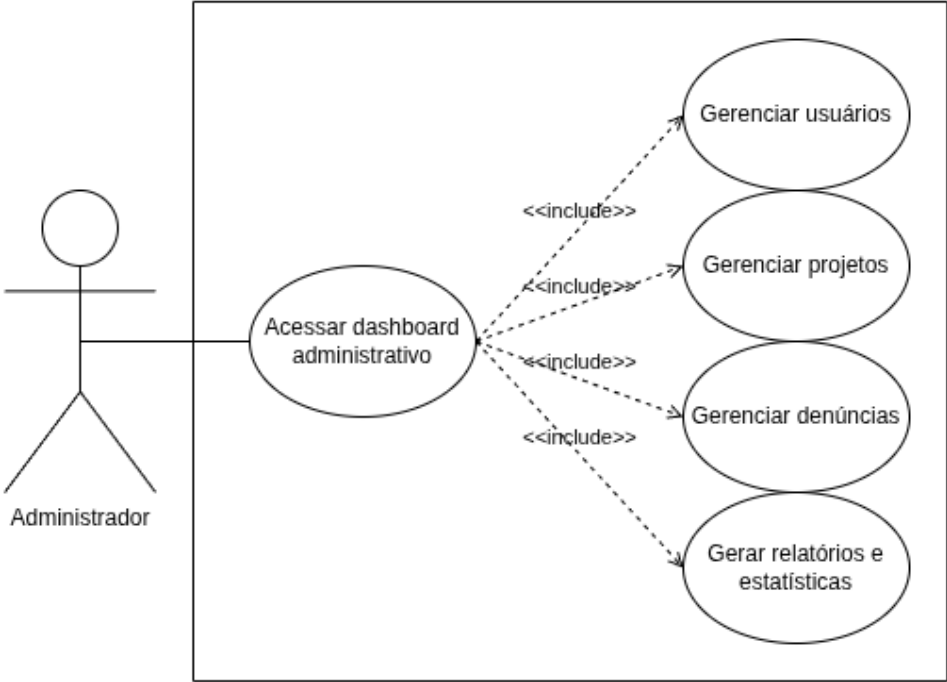 Gerenciar usuários
<<include>>
Gerenciar projetos
<<include>>
Acessar dashboard
administrativo
<<include>>
Gerenciar denúncias
<<include>>
Administrador
Gerar relatórios e
estatísticas